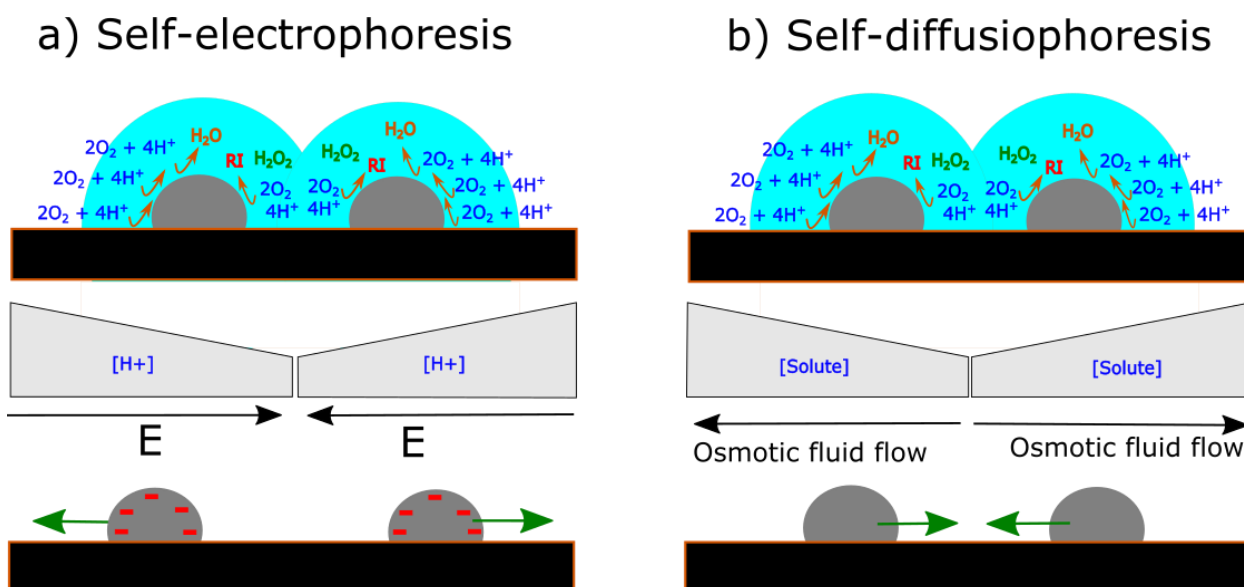 a) Self-electrophoresis
H₂O
2O₂ + 4H⁺
RI
H₂O₂
2O₂ + 4H⁺
2O₂
4H⁺
2O₂ + 4H⁺
H₂O
H₂O₂
RI
2O₂ + 4H⁺
2O₂
4H⁺
2O₂ + 4H⁺
2O₂ + 4H⁺
[H+]
[H+]
E
E
b) Self-diffusiophoresis
H₂O
2O₂ + 4H⁺
RI
H₂O₂
2O₂ + 4H⁺
2O₂
4H⁺
2O₂ + 4H⁺
H₂O
H₂O₂
RI
2O₂ + 4H⁺
2O₂
4H⁺
2O₂ + 4H⁺
2O₂ + 4H⁺
[Solute]
[Solute]
Osmotic fluid flow
Osmotic fluid flow